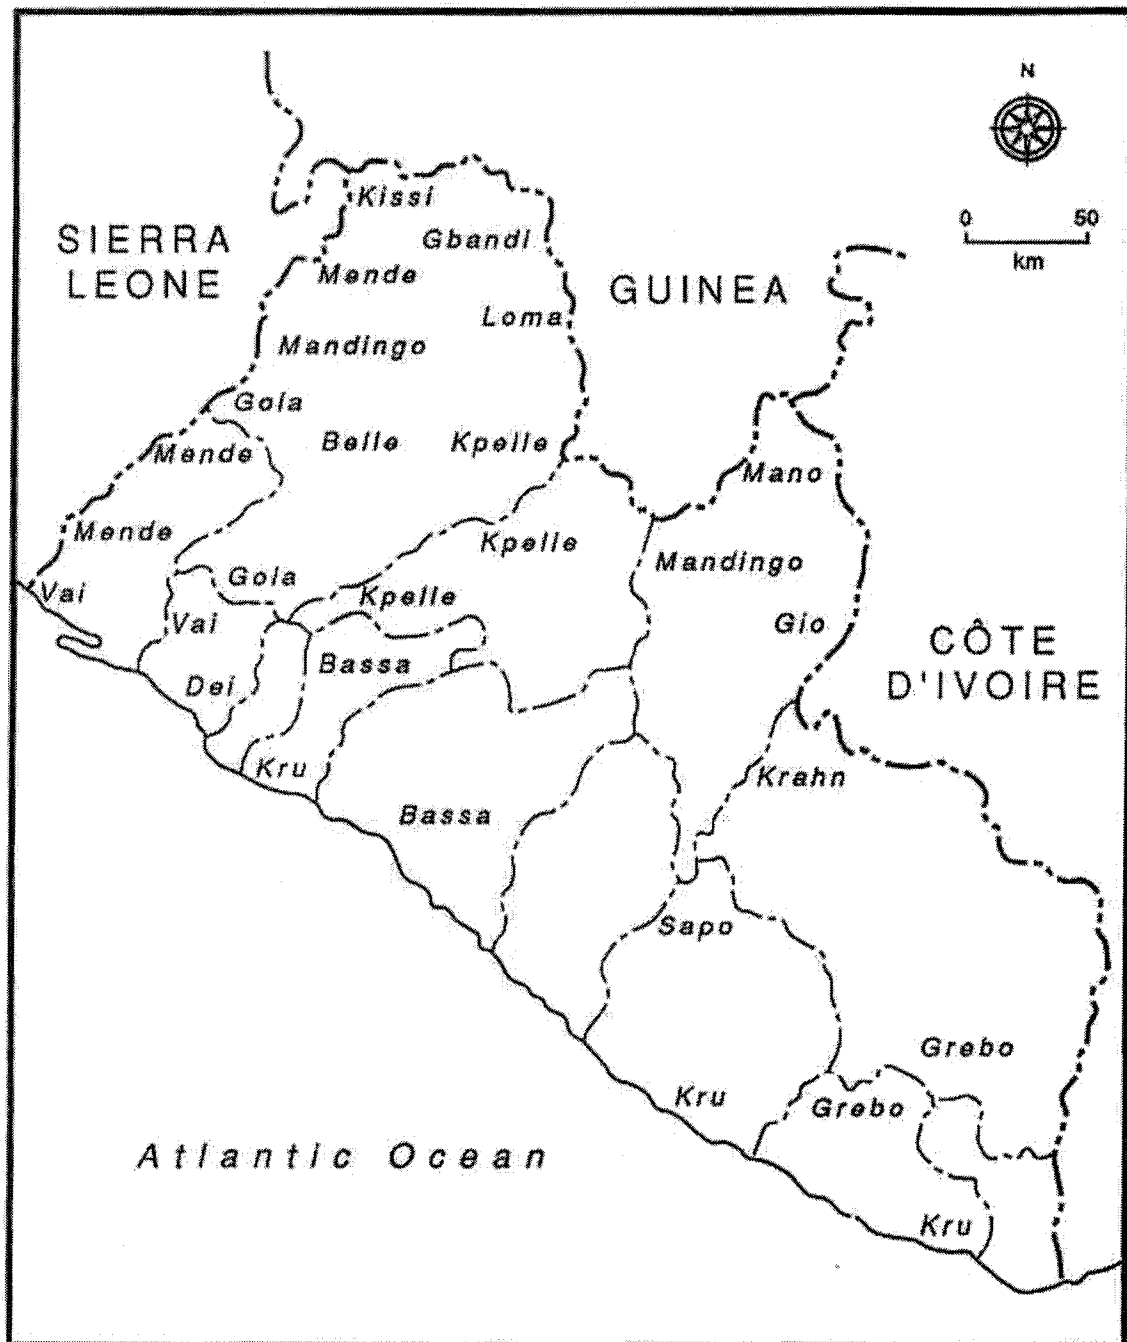 N
0 50
km
SIERRA
LEONE
Kissi
Gbandi
Mende
GUINEA
Loma
Mandingo
Gola
Belle
Kpelle
Mende
Mano
Mende
Kpelle
Mandingo
Gola
Vai
Kpelle
Vai
Gio
CÔTE
D'IVOIRE
Bassa
Dei
Kru
Krahn
Bassa
Sapo
Grebo
Kru
Grebo
Atlantic Ocean
Kru